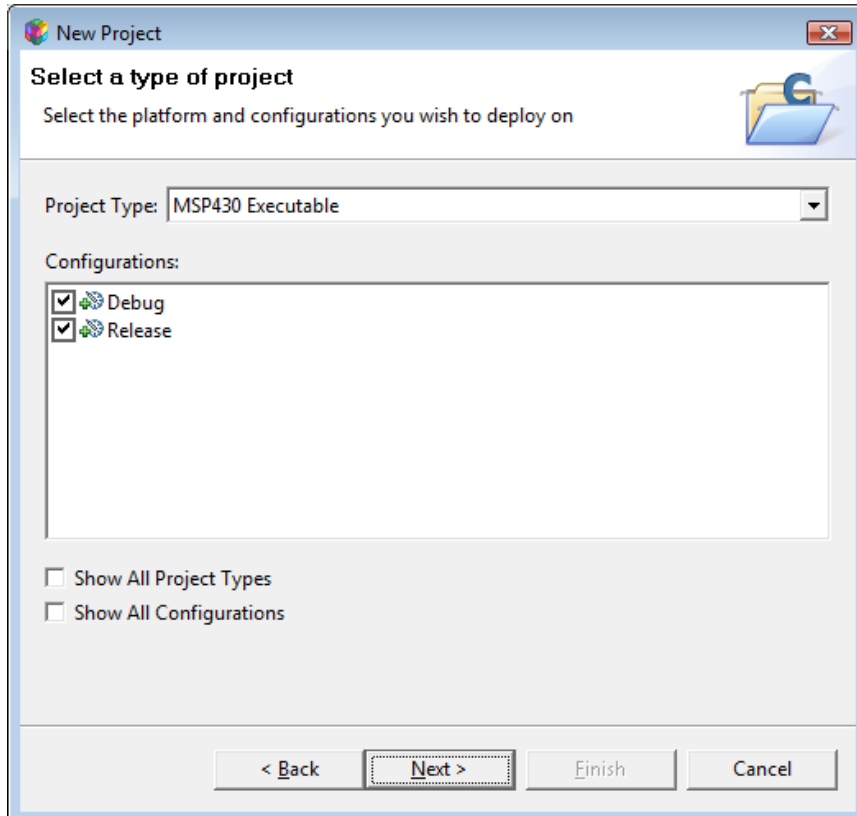 New Project
Select a type of project
Select the platform and configurations you wish to deploy on
Project Type: MSP430 Executable
Configurations:
Debug
Release
Show All Project Types
Show All Configurations
< Back Next > Finish Cancel